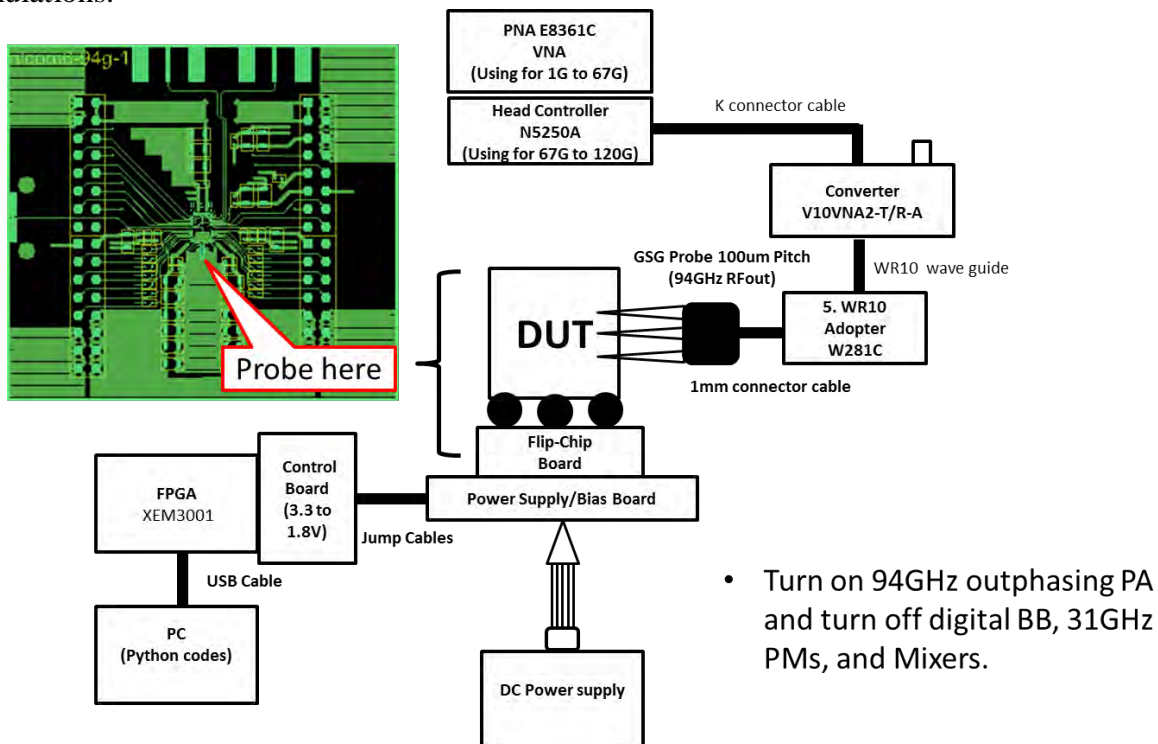 PNA E8361C
VNA
(Using for 1G to 67G)
Head Controller
N5250A
(Using for 67G to 120G)
K connector cable
Converter
V10VNA2-T/R-A
WR10 wave guide
5. WR10
Adopter
W281C
GSG Probe 100um Pitch
(94GHz RFout)
1mm connector cable
DUT
Probe here
Flip-Chip
Board
Power Supply/Bias Board
Control
Board
(3.3 to
1.8V)
Jump Cables
FPGA
XEM3001
USB Cable
PC
(Python codes)
DC Power supply
• Turn on 94GHz outphasing PA
and turn off digital BB, 31GHz
PMs, and Mixers.